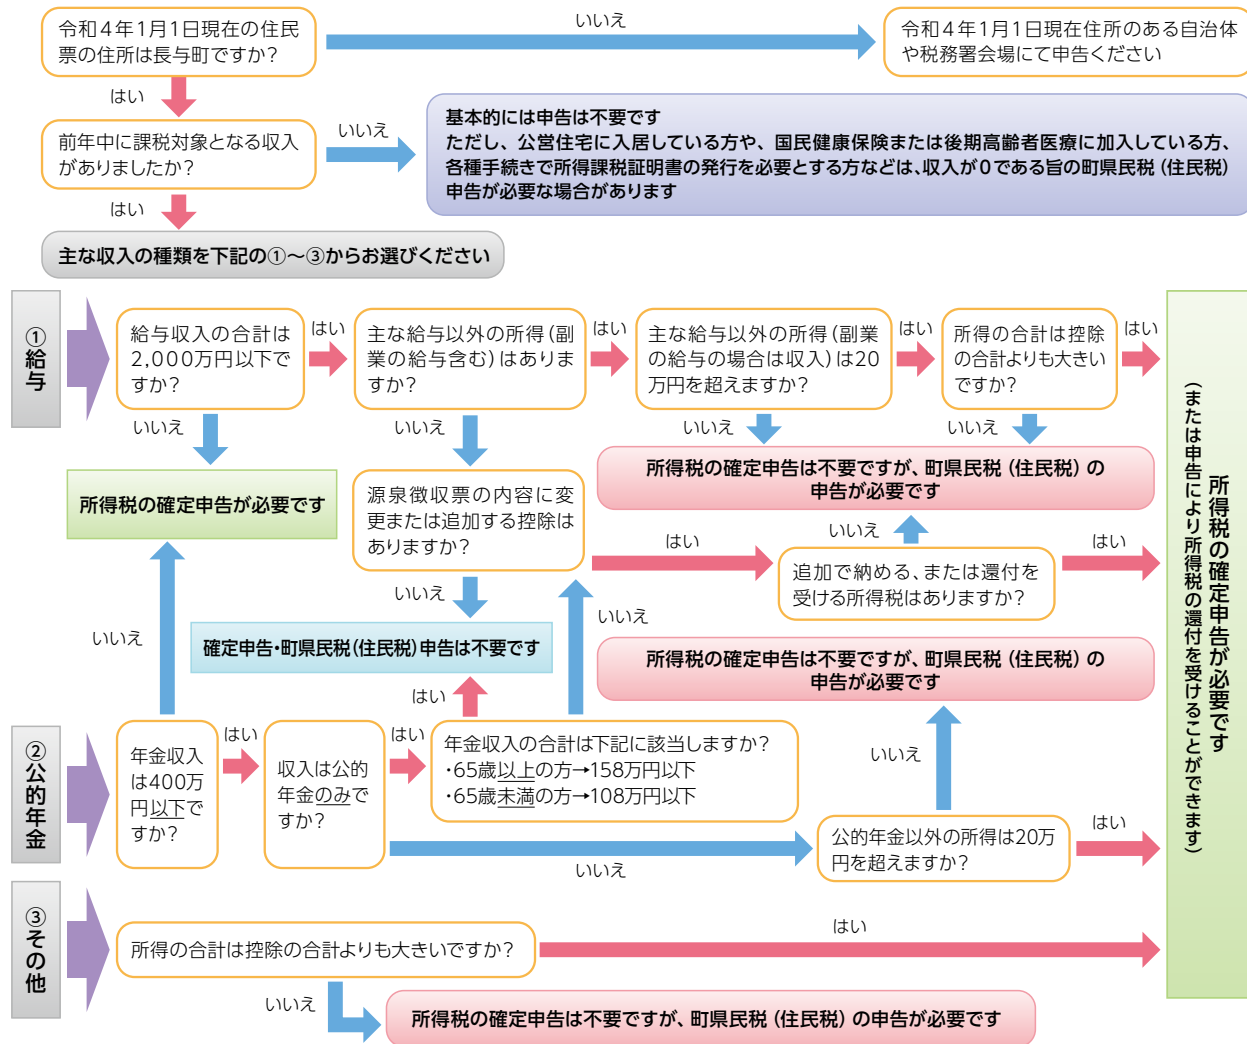 令和4年1月1日現在の住民
票の住所は長与町ですか?
いいえ
令和4年1月1日現在住所のある自治体
や税務署会場にて申告ください
はい
前年中に課税対象となる収入
がありましたか?
いいえ
基本的には申告は不要です
ただし、公営住宅に入居している方や、国民健康保険または後期高齢者医療に加入している方、
各種手続きで所得課税証明書の発行を必要とする方などは、収入が0である旨の町県民税(住民税)
申告が必要な場合があります
はい
主な収入の種類を下記の①~③からお選びください
①給与
給与収入の合計は
2,000万円以下で
すか?
はい
主な給与以外の所得(副
業の給与含む)はありま
すか?
はい
主な給与以外の所得(副業
の給与の場合は収入)は20
万円を超えますか?
はい
所得の合計は控除
の合計よりも大きい
ですか?
はい
いいえ
いいえ
いいえ
いいえ
所得税の確定申告が必要です
源泉徴収票の内容に変
更または追加する控除は
ありますか?
所得税の確定申告は不要ですが、町県民税(住民税)の
申告が必要です
はい
いいえ
追加で納める、または還付を
受ける所得税はありますか?
はい
いいえ
いいえ
いいえ
確定申告・町県民税(住民税)申告は不要です
所得税の確定申告は不要ですが、町県民税(住民税)の
申告が必要です
はい
②公的年金
年金収入
は400万
円以下で
すか?
はい
収入は公的
年金のみで
すか?
はい
年金収入の合計は下記に該当しますか?
・65歳以上の方→158万円以下
・65歳未満の方→108万円以下
いいえ
いいえ
公的年金以外の所得は20万
円を超えますか?
はい
③その他
所得の合計は控除の合計よりも大きいですか?
はい
いいえ
所得税の確定申告は不要ですが、町県民税(住民税)の申告が必要です
所得税の確定申告が必要です
(または申告により所得税の還付を受けることができます)